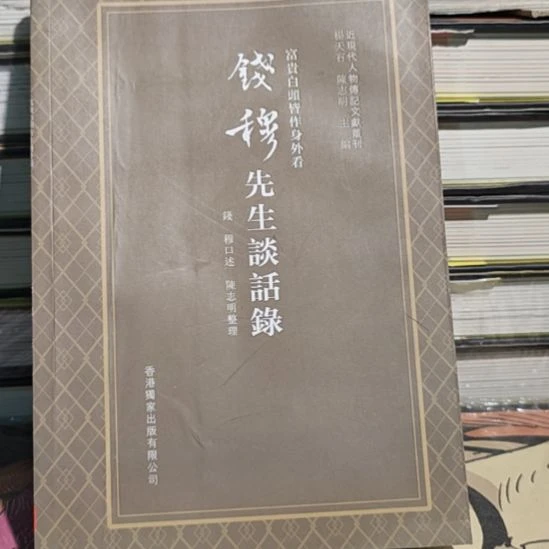 近現代人物傳記文獻叢刊
楊天石 陳志明 主編
富貴白頭皆作身外看
錢穆先生談話錄
錢 穆口述 陳志明整理
香港獨家出版有限公司